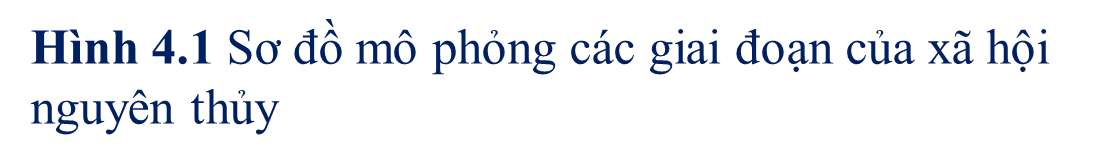 Hình 4.1 Sơ đồ mô phỏng các giai đoạn của xã hội
nguyên thủy